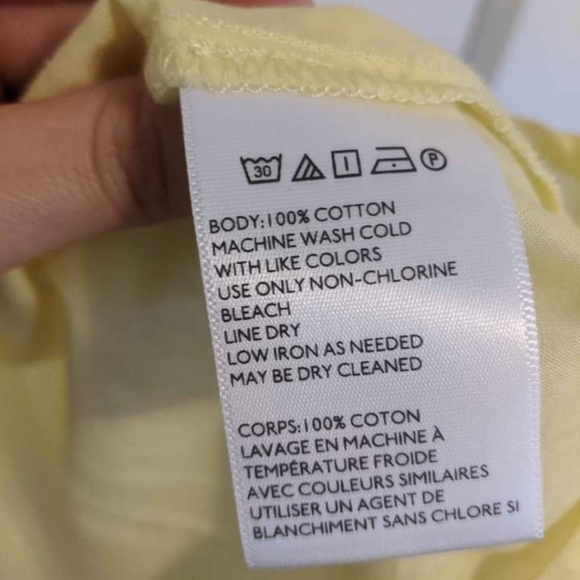 30 P
BODY:100% COTTON
MACHINE WASH COLD
WITH LIKE COLORS
USE ONLY NON-CHLORINE
BLEACH
LINE DRY
LOW IRON AS NEEDED
MAY BE DRY CLEANED
CORPS:100% COTON
LAVAGE EN MACHINE À
TEMPÉRATURE FROIDE
AVEC COULEURS SIMILAIRES
UTILISER UN AGENT DE
BLANCHIMENT SANS CHLORE SI